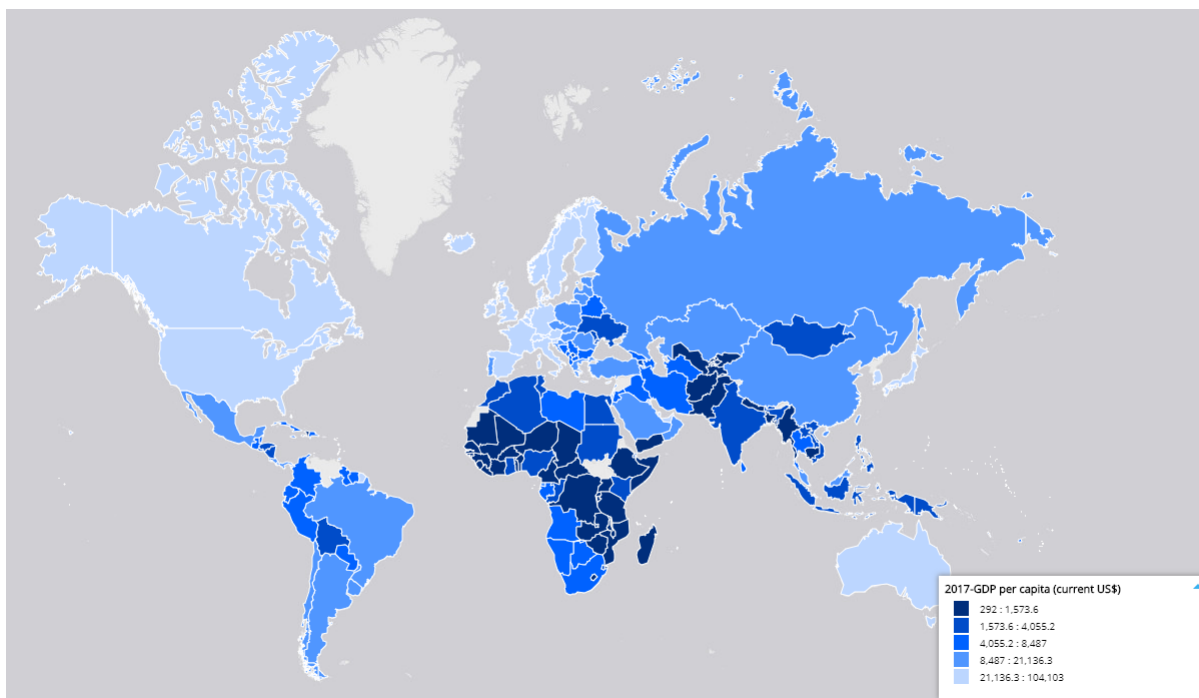 2017-GDP per capita (current US$)
292 : 1,573.6
1,573.6 : 4,055.2
4,055.2 : 8,487
8,487 : 21,136.3
21,136.3 : 104,103